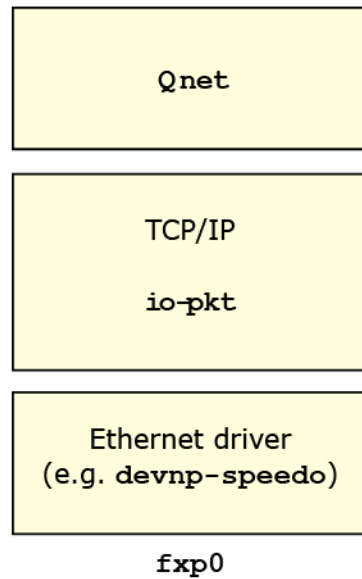 Qnet
TCP/IP
io-pkt
Ethernet driver
(e.g. devnp-speedo)
fxp0